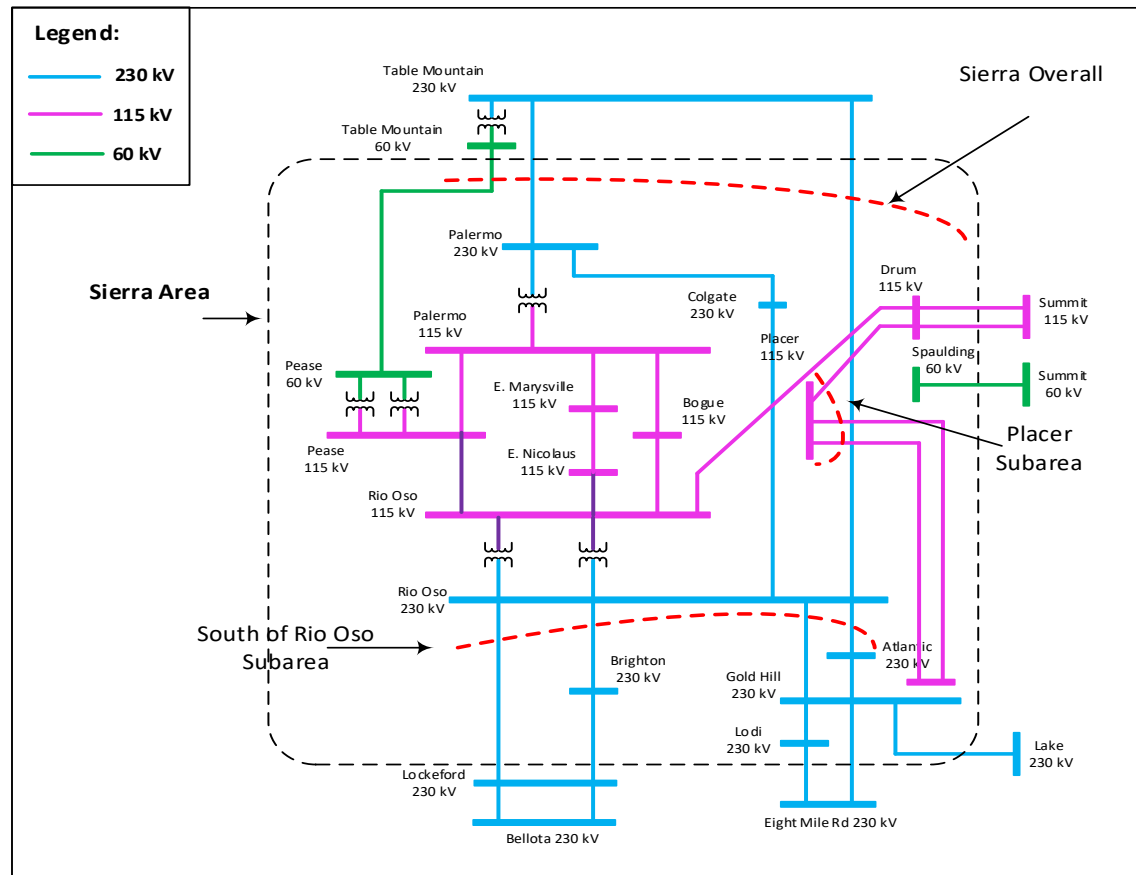 Legend:
230 kV
115 kV
60 kV
Table Mountain
230 kV
Sierra Overall
Table Mountain
60 kV
Palermo
230 kV
Sierra Area
Drum
115 kV
Summit
115 kV
Colgate
230 kV
Palermo
115 kV
Placer
115 kV
Spaulding
60 kV
Summit
60 kV
Pease
60 kV
E. Marysville
115 kV
Bogue
115 kV
Placer
Subarea
Pease
115 kV
E. Nicolaus
115 kV
Rio Oso
115 kV
Rio Oso
230 kV
South of Rio Oso
Subarea
Atlantic
230 kV
Brighton
230 kV
Gold Hill
230 kV
Lodi
230 kV
Lake
230 kV
Lockeford
230 kV
Bellota 230 kV
Eight Mile Rd 230 kV